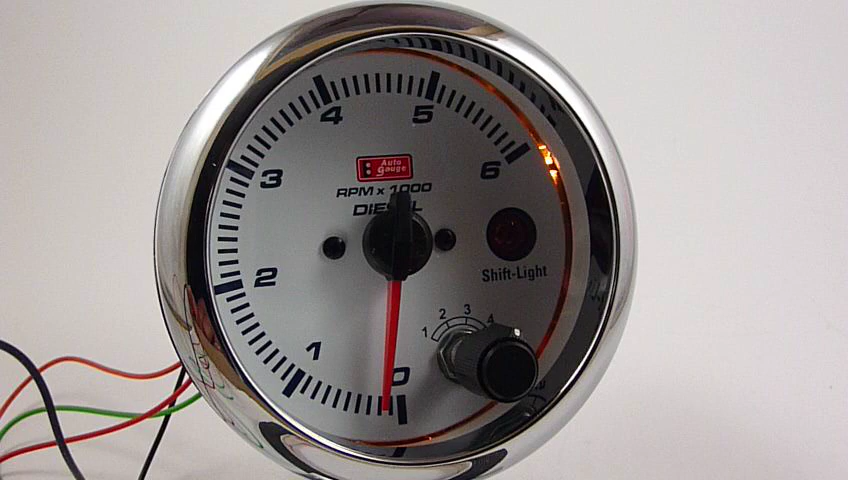 4 5
3 6
Auto
Gauge
RPM x 1000
DIESEL
2
Shift-Light
1
0
1 2 3 4